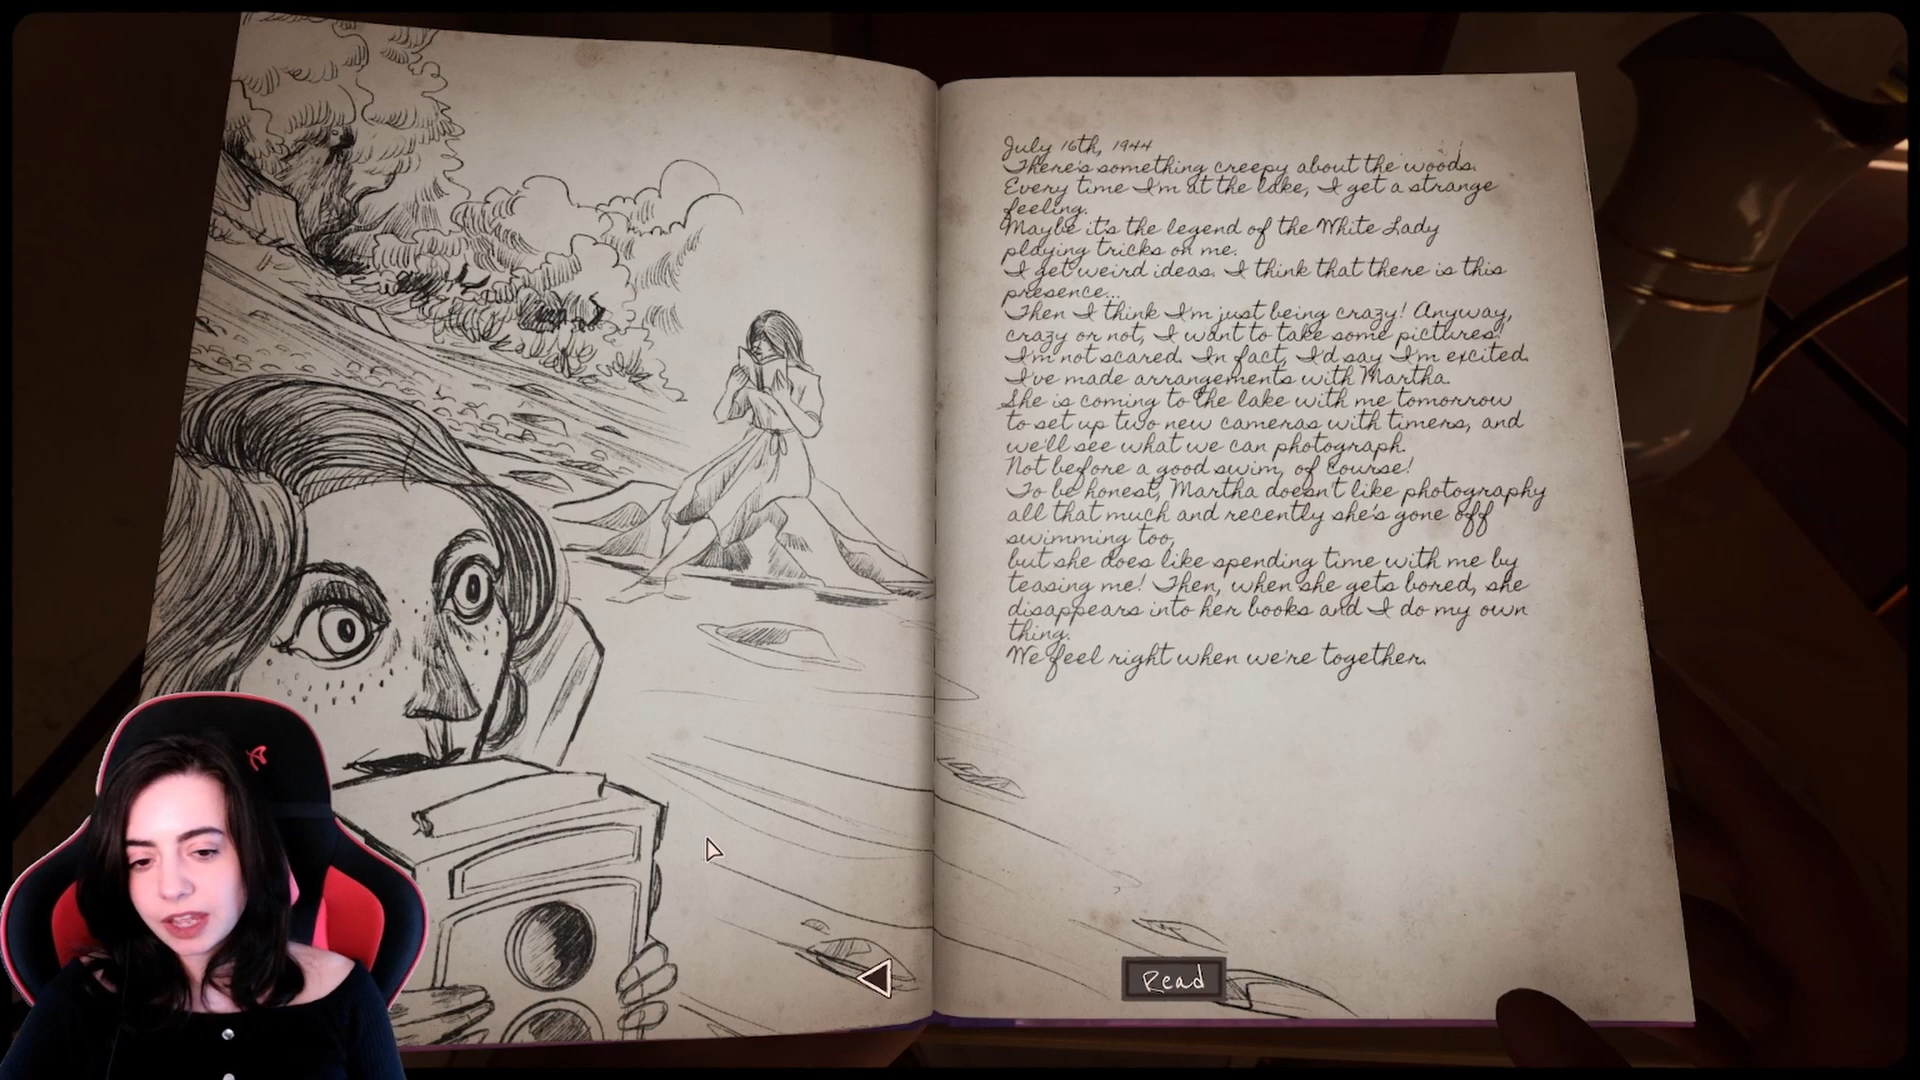 July 16th, 1944
There's something creepy about the woods.
Every time I'm at the lake, I get a strange
feeling.
Maybe it's the legend of the White Lady
playing tricks on me.
I get weird ideas. I think that there is this
presence...
Then I think I'm just being crazy! Anyway,
crazy or not, I want to take some pictures!
I'm not scared. In fact, I'd say I'm excited.
I've made arrangements with Martha.
She is coming to the lake with me tomorrow
to set up two new cameras with timers, and
we'll see what we can photograph.
Not before a good swim, of course!
To be honest, Martha doesn't like photography
all that much and recently she's gone off
swimming too,
but she does like spending time with me by
teasing me! Then, when she gets bored, she
disappears into her books and I do my own
thing.
We feel right when we're together.
Read